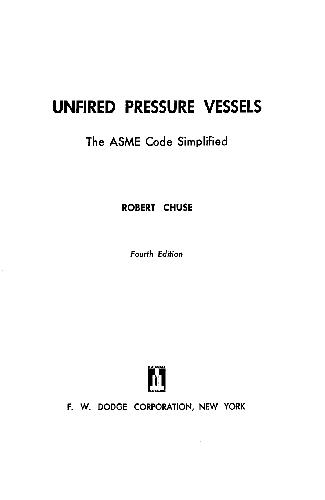 UNFIRED PRESSURE VESSELS
The ASME Code Simplified
ROBERT CHUSE
Fourth Edition
F. W. DODGE CORPORATION, NEW YORK